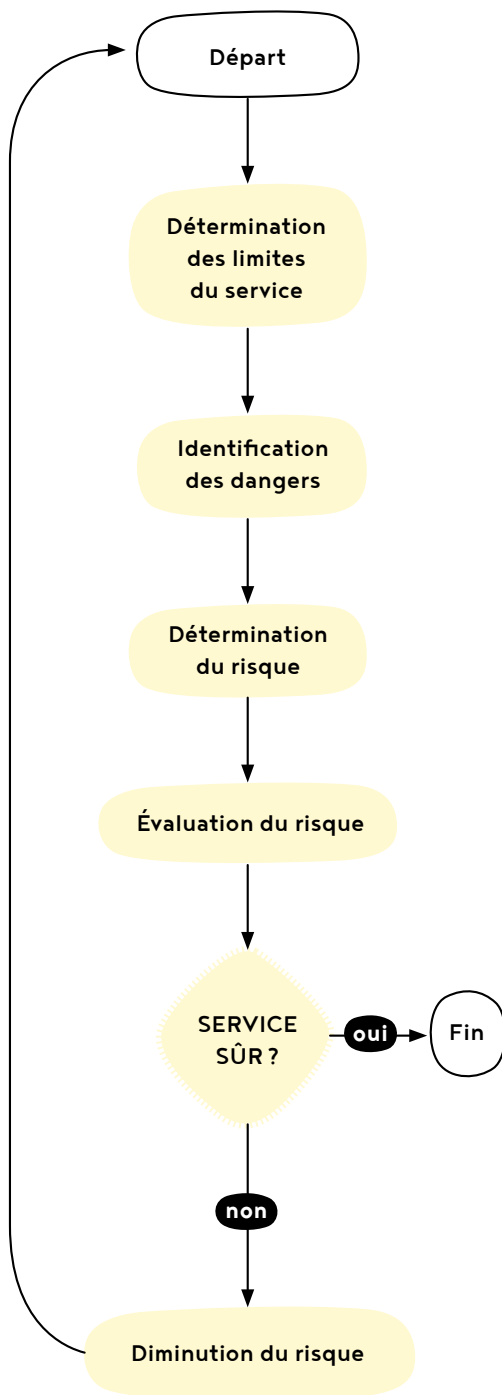 Départ
Détermination
des limites
du service
Identification
des dangers
Détermination
du risque
Évaluation du risque
SERVICE
SÛR ?
oui
Fin
non
Diminution du risque